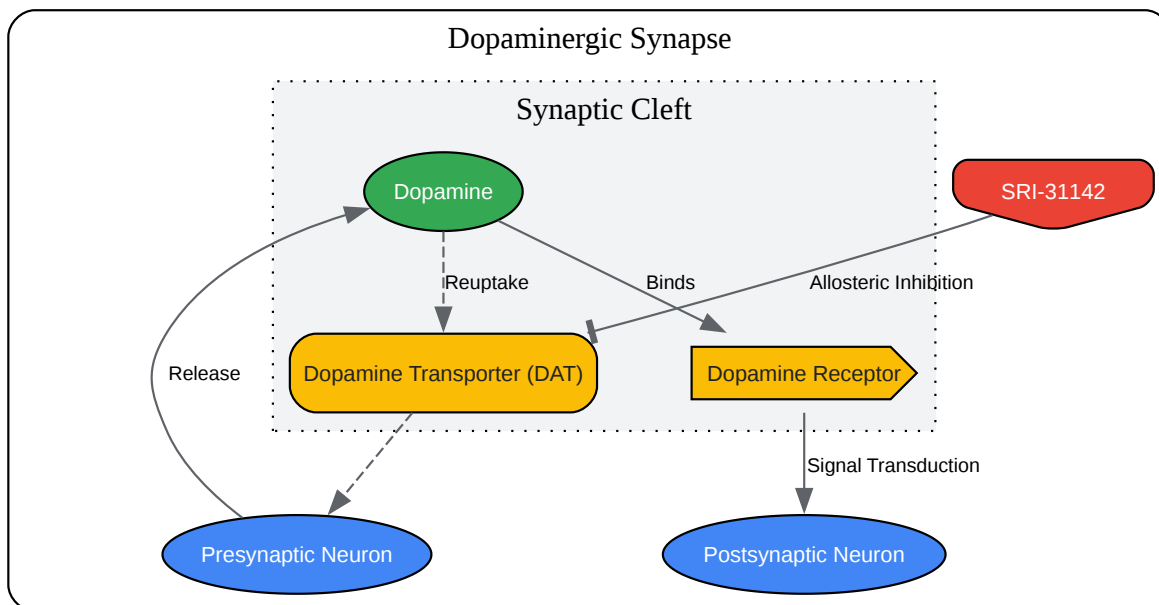 Dopaminergic Synapse
Synaptic Cleft
Dopamine
SRI-31142
Reuptake
Binds
Allosteric Inhibition
Release
Dopamine Transporter (DAT)
Dopamine Receptor
Signal Transduction
Presynaptic Neuron
Postsynaptic Neuron